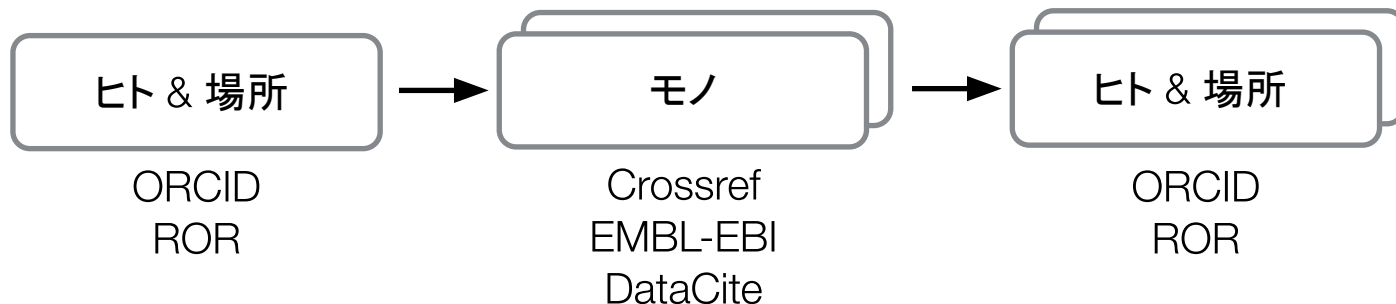 ヒト & 場所
ORCID
ROR
モノ
Crossref
EMBL-EBI
DataCite
ヒト & 場所
ORCID
ROR